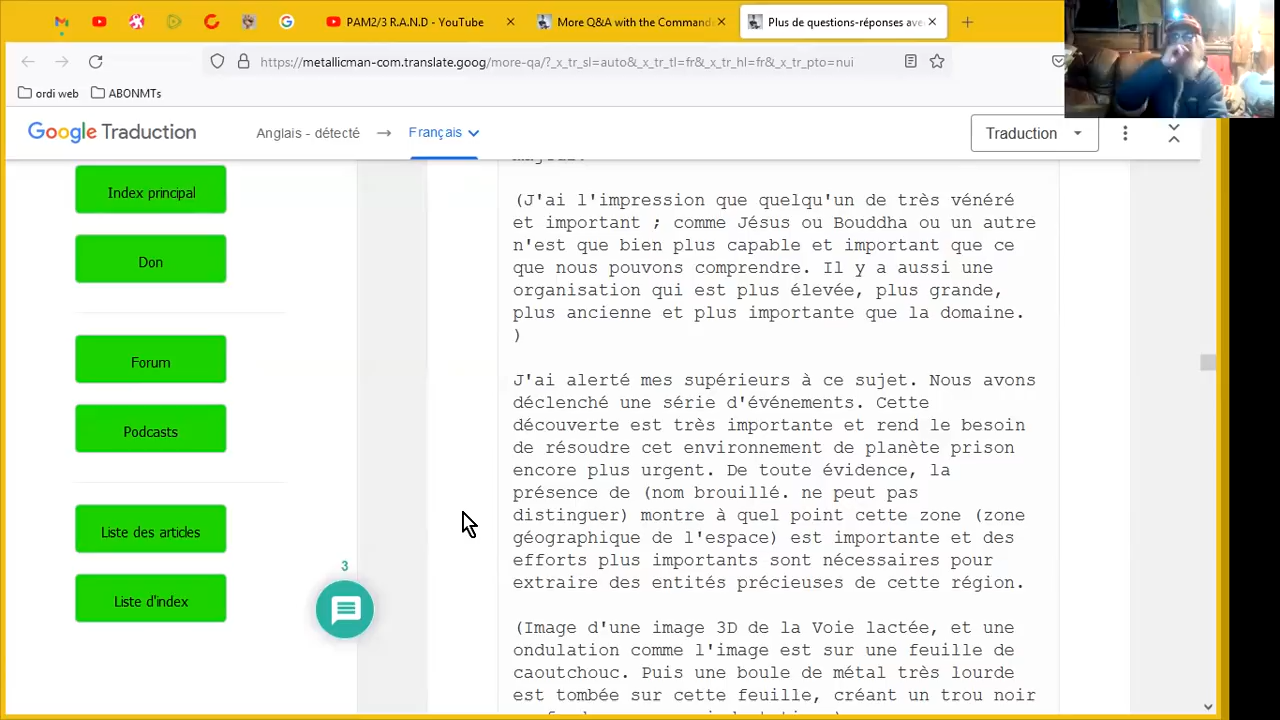 PAM2/3 R.A.N.D - YouTube
More Q&A with the Command
Plus de questions-réponses ave
https://metallicman-com.translate.goog/more-qa/?_x_tr_sl=auto&_x_tr_tl=fr&_x_tr_hl=fr&_x_tr_pto=nui
ordi web
ABONMTs
Google Traduction
Anglais - détecté
Français
Traduction
Index principal
Don
Forum
Podcasts
Liste des articles
Liste d'index
3
(J'ai l'impression que quelqu'un de très vénéré
et important ; comme Jésus ou Bouddha ou un autre
n'est que bien plus capable et important que ce
que nous pouvons comprendre. Il y a aussi une
organisation qui est plus élevée, plus grande,
plus ancienne et plus importante que la domaine.
)
J'ai alerté mes supérieurs à ce sujet. Nous avons
déclenché une série d'événements. Cette
découverte est très importante et rend le besoin
de résoudre cet environnement de planète prison
encore plus urgent. De toute évidence, la
présence de (nom brouillé. ne peut pas
distinguer) montre à quel point cette zone (zone
géographique de l'espace) est importante et des
efforts plus importants sont nécessaires pour
extraire des entités précieuses de cette région.
(Image d'une image 3D de la Voie lactée, et une
ondulation comme l'image est sur une feuille de
caoutchouc. Puis une boule de métal très lourde
est tombée sur cette feuille, créant un trou noir